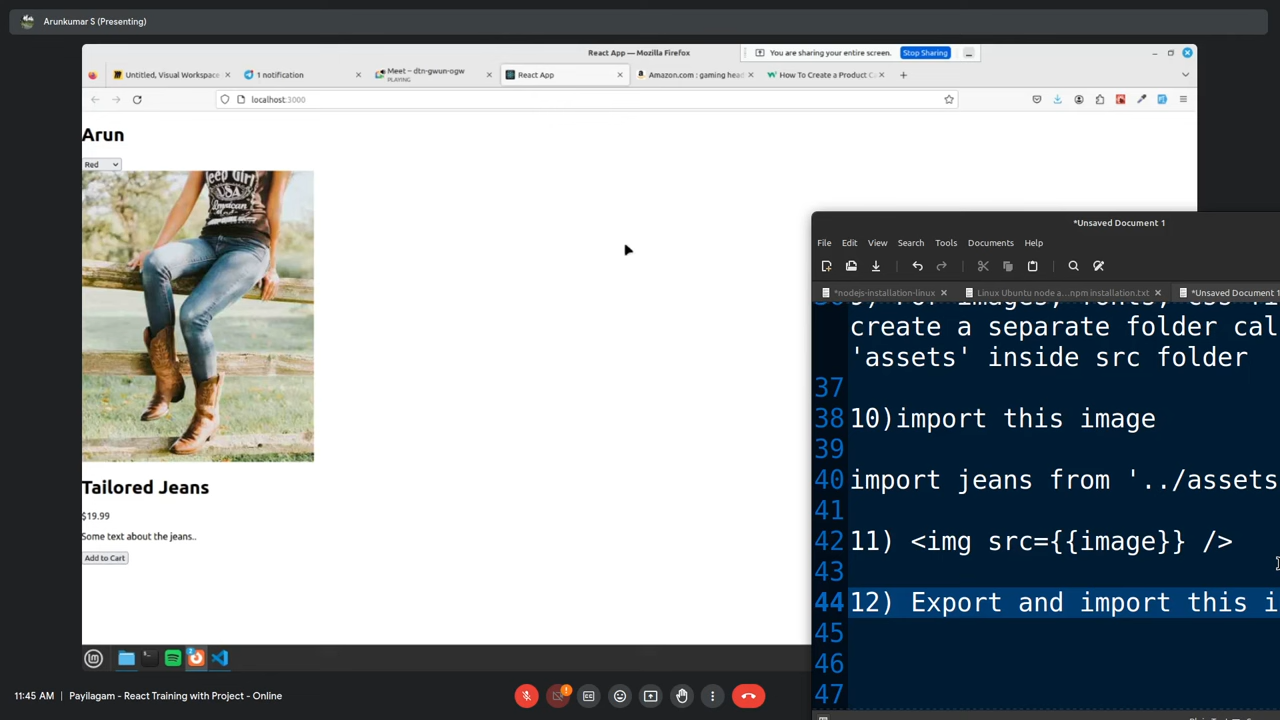 Arunkumar S (Presenting)
React App — Mozilla Firefox
You are sharing your entire screen.
Stop Sharing
Untitled, Visual Workspace
1 notification
Meet – dtn-gwun-ogw
PLAYING
React App
Amazon.com : gaming head
How To Create a Product C
localhost:3000
Arun
Red
Tailored Jeans
$19.99
Some text about the jeans..
Add to Cart
*Unsaved Document 1
File Edit View Search Tools Documents Help
*nodejs-installation-linux
Linux Ubuntu node a...npm installation.txt
*Unsaved Document 1
create a separate folder cal
'assets' inside src folder
37
38 10)import this image
39
40 import jeans from '../assets
41
42 11) <img src={{image}} />
43
44 12) Export and import this i
45
46
47
11:45 AM | Payilagam - React Training with Project - Online